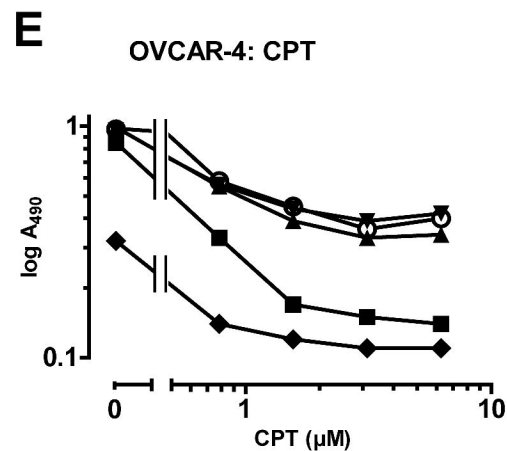 E
OVCAR-4: CPT
1
log A490
0.1
0 1 10
CPT (µM)